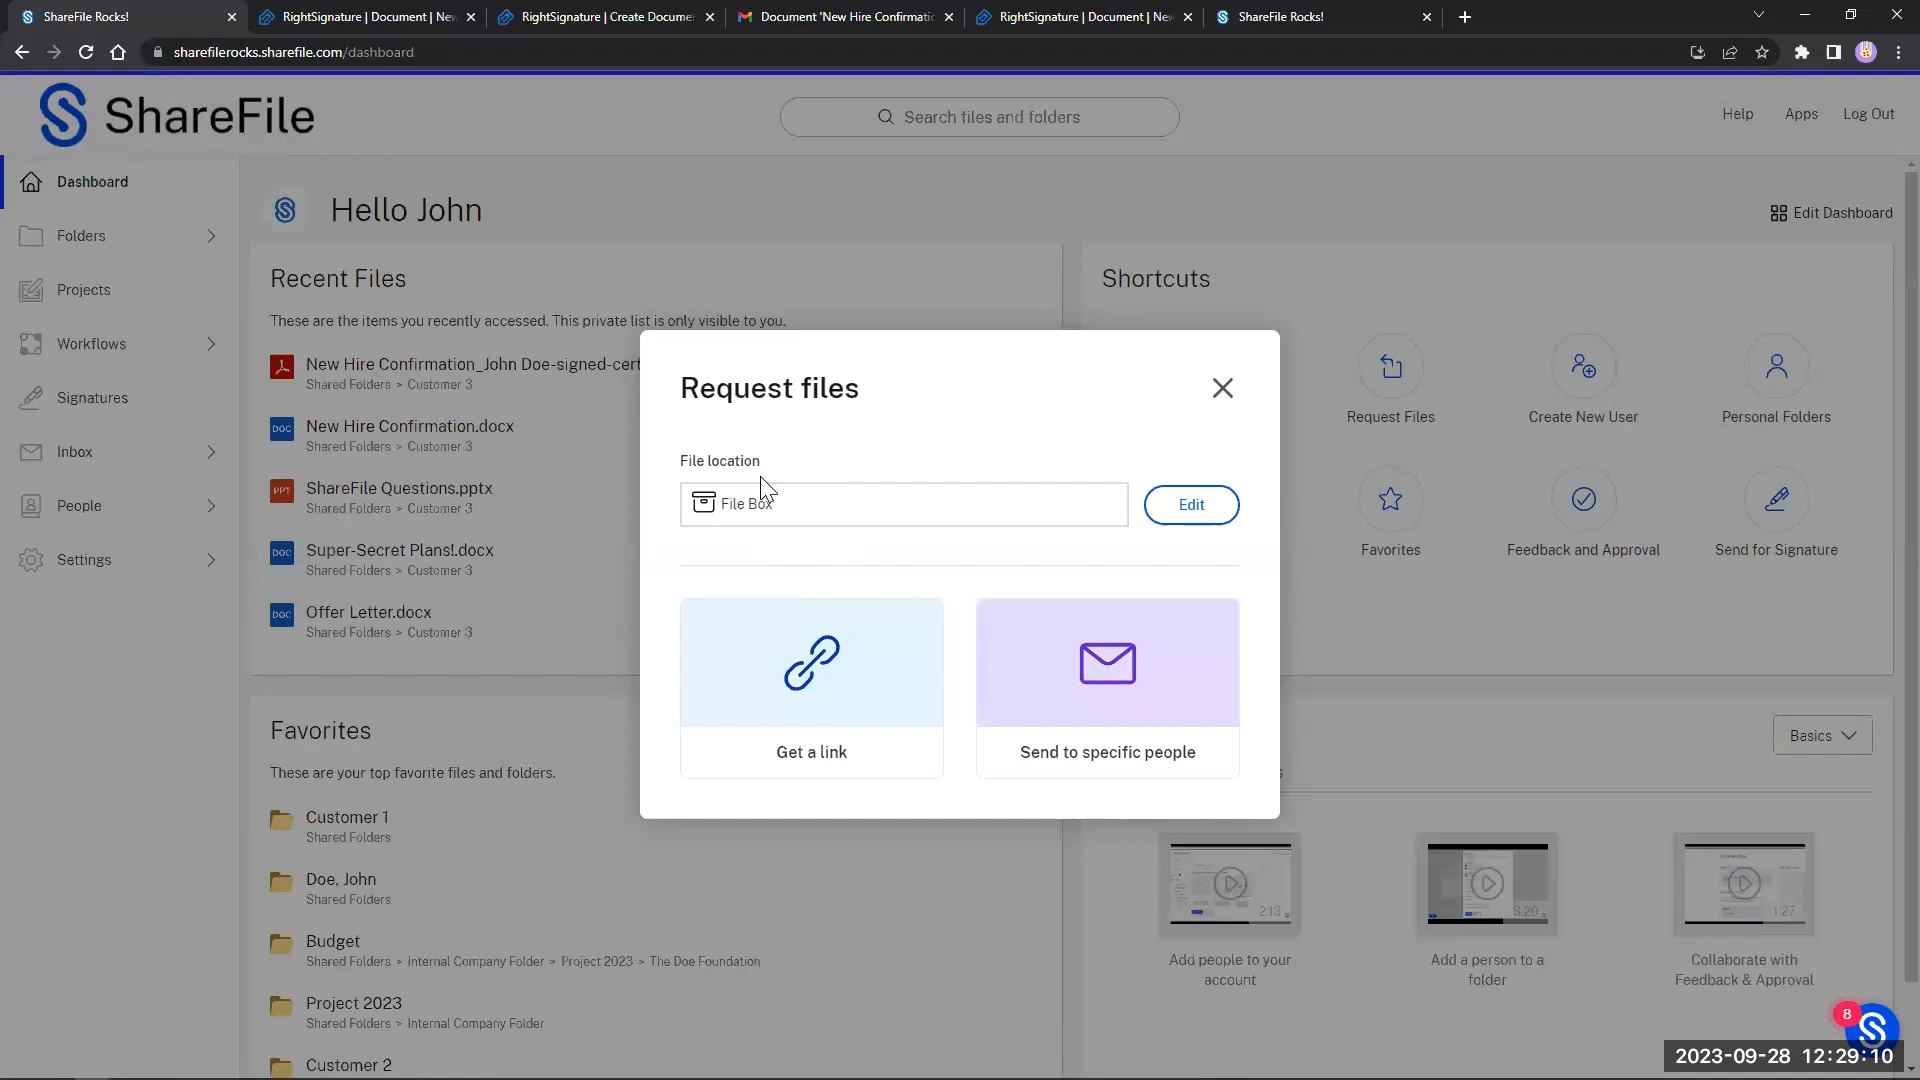 ShareFile Rocks!
RightSignature | Document | New
RightSignature | Create Documen
Document 'New Hire Confirmatic
RightSignature | Document | New
ShareFile Rocks!
sharefilerocks.sharefile.com/dashboard
ShareFile
Search files and folders
Help
Apps
Log Out
Dashboard
Folders
Projects
Workflows
Signatures
Inbox
People
Settings
Hello John
Edit Dashboard
Recent Files
These are the items you recently accessed. This private list is only visible to you.
New Hire Confirmation_John Doe-signed-cert
Shared Folders > Customer 3
DOC
New Hire Confirmation.docx
Shared Folders > Customer 3
PPT
ShareFile Questions.pptx
Shared Folders > Customer 3
DOC
Super-Secret Plans!.docx
Shared Folders > Customer 3
DOC
Offer Letter.docx
Shared Folders > Customer 3
Shortcuts
Request Files
Create New User
Personal Folders
Favorites
Feedback and Approval
Send for Signature
Request files
File location
File Box
Edit
Get a link
Send to specific people
Favorites
These are your top favorite files and folders.
Customer 1
Shared Folders
Doe, John
Shared Folders
Budget
Shared Folders > Internal Company Folder > Project 2023 > The Doe Foundation
Project 2023
Shared Folders > Internal Company Folder
Customer 2
Basics
2:13
3:20
1:27
Add people to your
account
Add a person to a
folder
Collaborate with
Feedback & Approval
8
2023-09-28 12:29:10